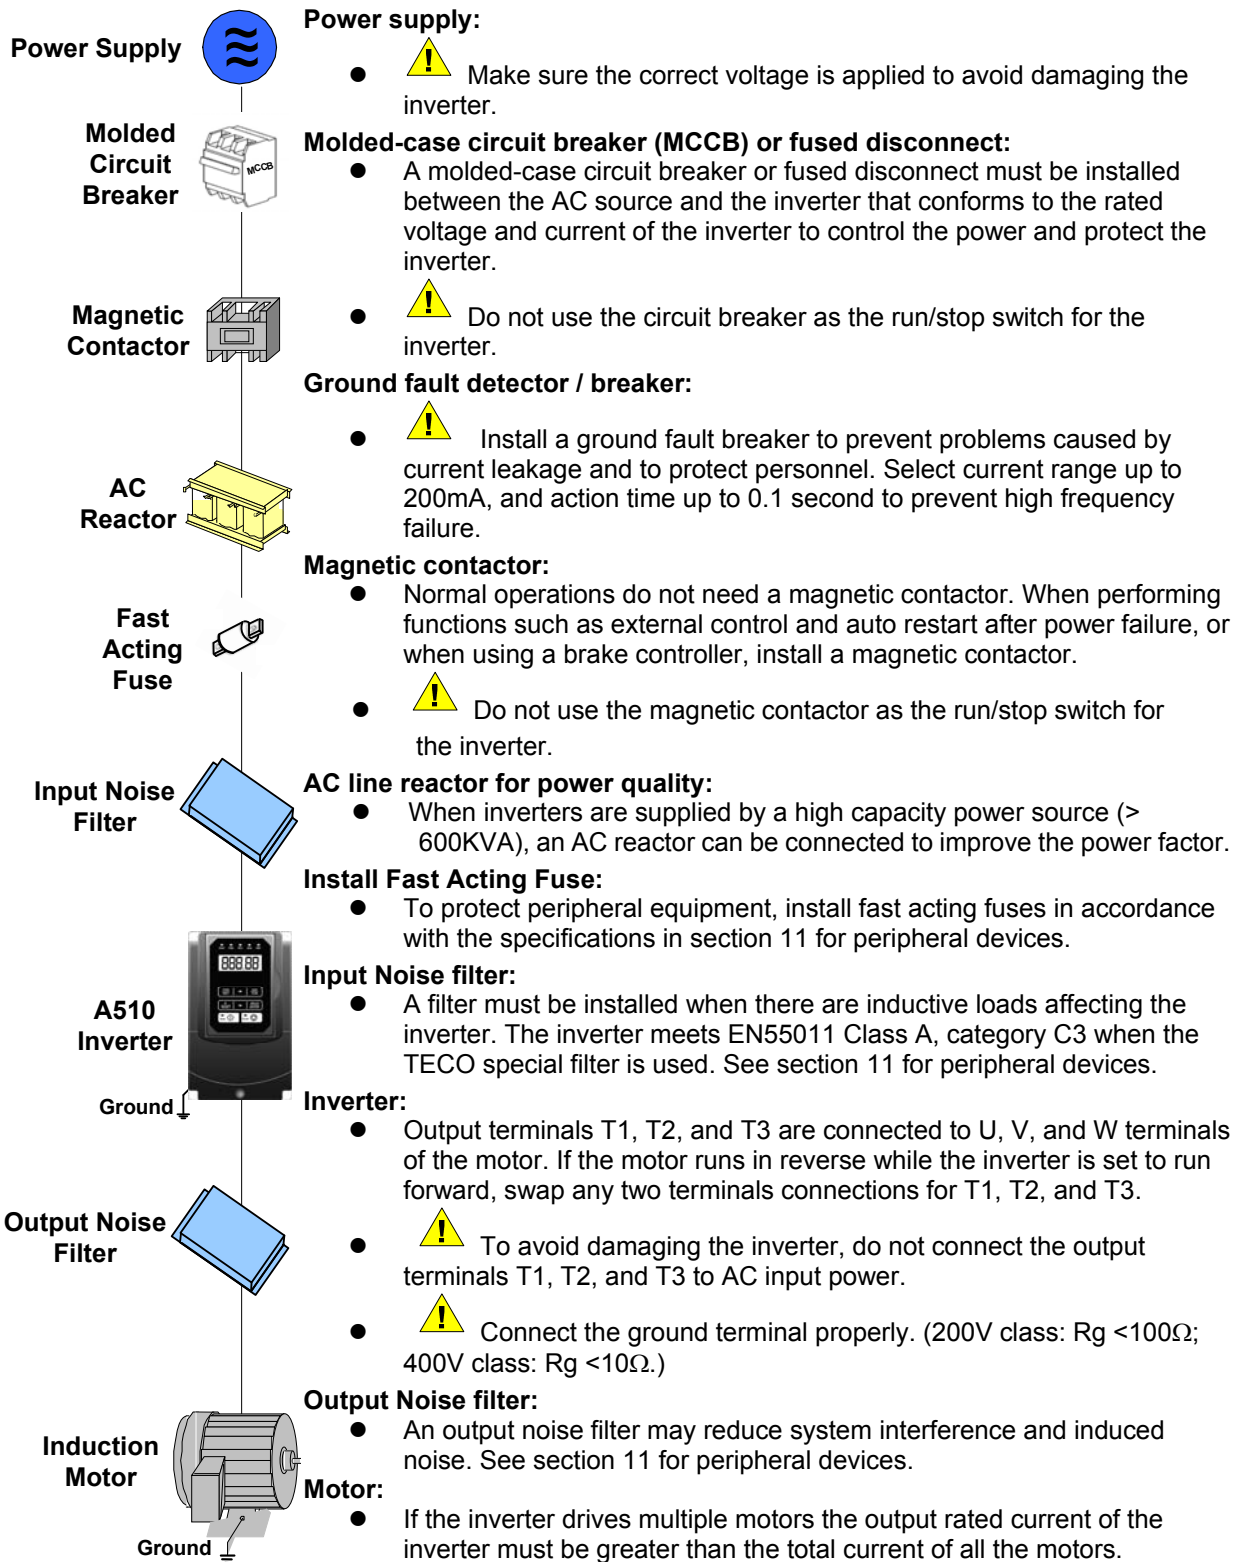 Power Supply
Molded
Circuit
Breaker
MCCB
Magnetic
Contactor
AC
Reactor
Fast
Acting
Fuse
Input Noise
Filter
A510
Inverter
Ground
Output Noise
Filter
Induction
Motor
Ground
Power supply:
● ! Make sure the correct voltage is applied to avoid damaging the
inverter.
Molded-case circuit breaker (MCCB) or fused disconnect:
● A molded-case circuit breaker or fused disconnect must be installed
between the AC source and the inverter that conforms to the rated
voltage and current of the inverter to control the power and protect the
inverter.
● ! Do not use the circuit breaker as the run/stop switch for the
inverter.
Ground fault detector / breaker:
● ! Install a ground fault breaker to prevent problems caused by
current leakage and to protect personnel. Select current range up to
200mA, and action time up to 0.1 second to prevent high frequency
failure.
Magnetic contactor:
● Normal operations do not need a magnetic contactor. When performing
functions such as external control and auto restart after power failure, or
when using a brake controller, install a magnetic contactor.
● ! Do not use the magnetic contactor as the run/stop switch for
the inverter.
AC line reactor for power quality:
● When inverters are supplied by a high capacity power source (>
600KVA), an AC reactor can be connected to improve the power factor.
Install Fast Acting Fuse:
● To protect peripheral equipment, install fast acting fuses in accordance
with the specifications in section 11 for peripheral devices.
Input Noise filter:
● A filter must be installed when there are inductive loads affecting the
inverter. The inverter meets EN55011 Class A, category C3 when the
TECO special filter is used. See section 11 for peripheral devices.
Inverter:
● Output terminals T1, T2, and T3 are connected to U, V, and W terminals
of the motor. If the motor runs in reverse while the inverter is set to run
forward, swap any two terminals connections for T1, T2, and T3.
● ! To avoid damaging the inverter, do not connect the output
terminals T1, T2, and T3 to AC input power.
● ! Connect the ground terminal properly. (200V class: Rg <100Ω;
400V class: Rg <10Ω.)
Output Noise filter:
● An output noise filter may reduce system interference and induced
noise. See section 11 for peripheral devices.
Motor:
● If the inverter drives multiple motors the output rated current of the
inverter must be greater than the total current of all the motors.